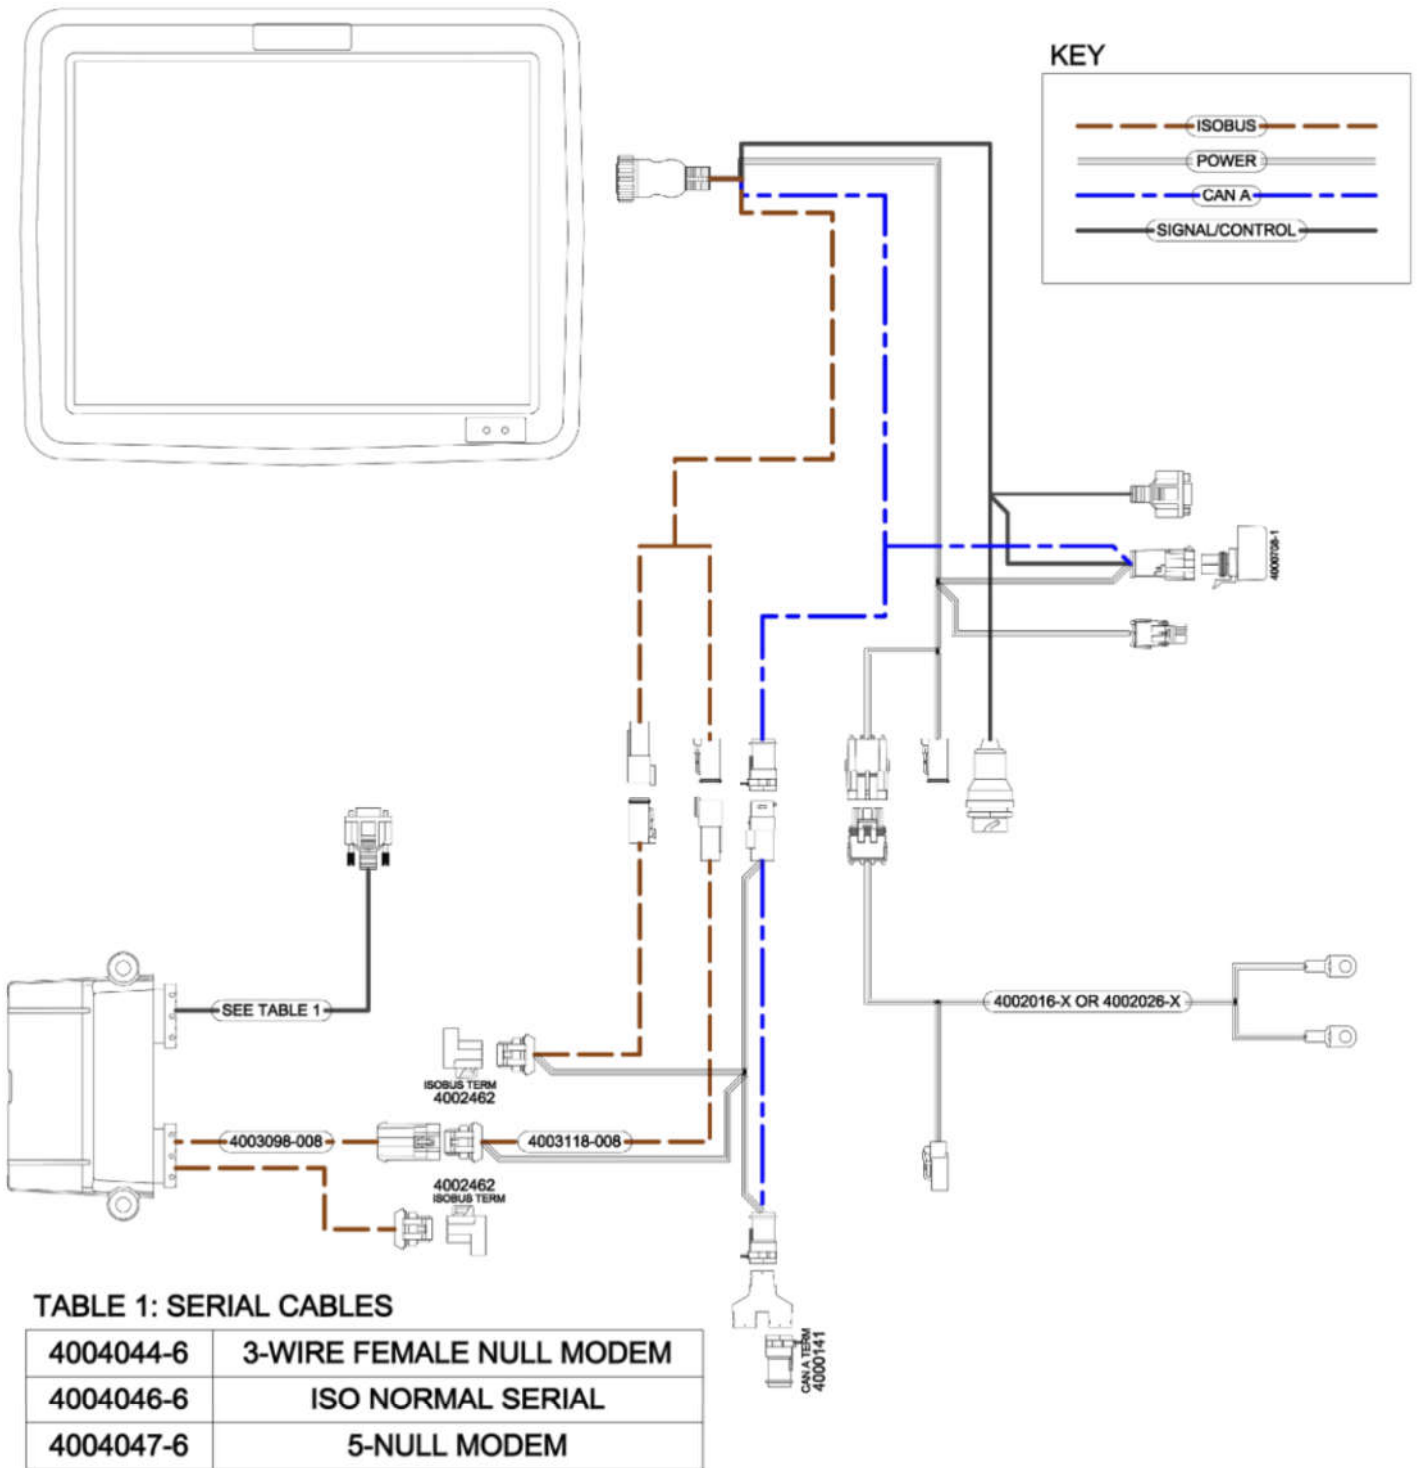 KEY
ISOBUS
POWER
CAN A
SIGNAL/CONTROL
4000708-1
4002016-X OR 4002026-X
SEE TABLE 1
ISOBUS TERM
4002462
4003098-008
4003118-008
4002462
ISOBUS TERM
CAN A TERM
4000141
TABLE 1: SERIAL CABLES
4004044-6 3-WIRE FEMALE NULL MODEM
4004046-6 ISO NORMAL SERIAL
4004047-6 5-NULL MODEM